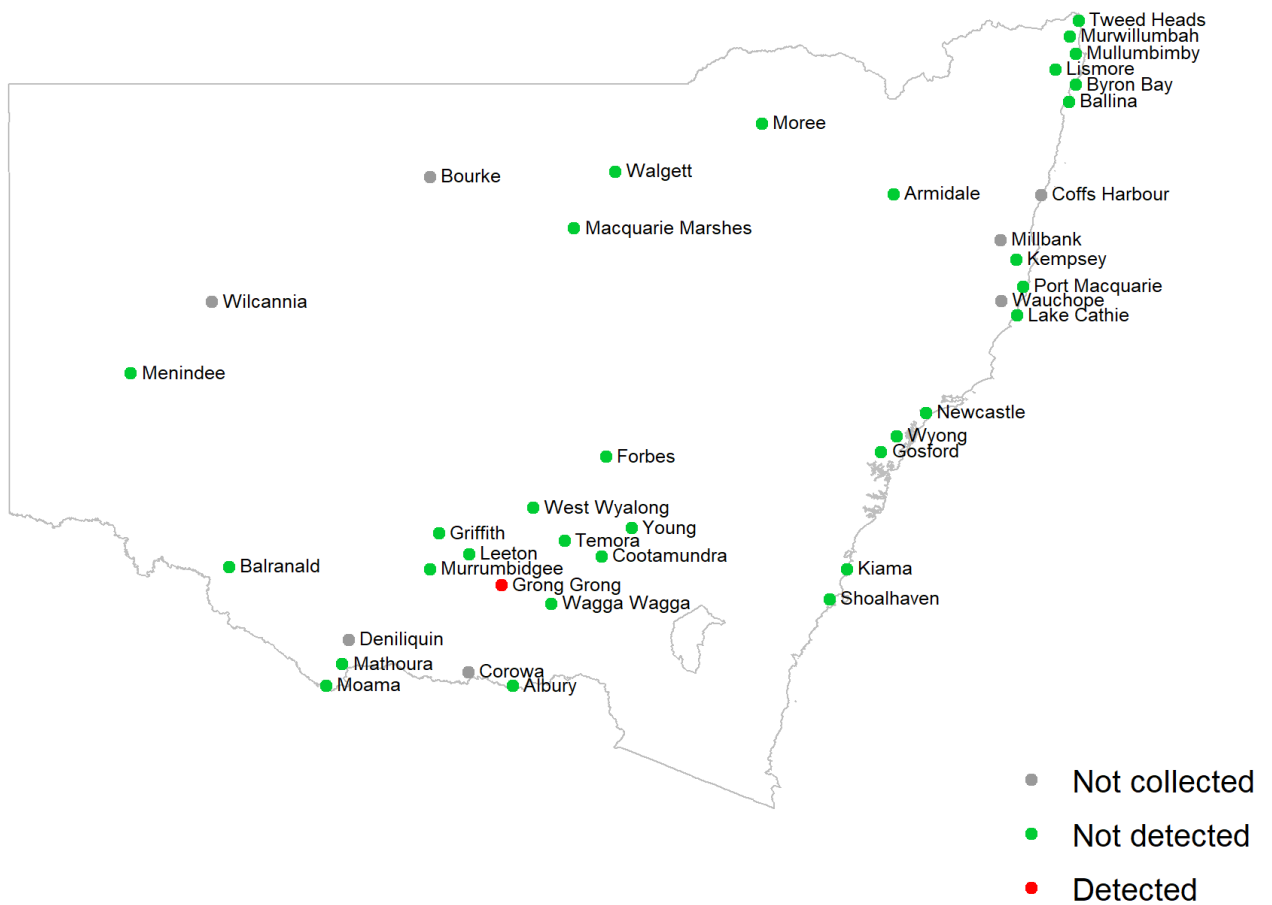 Tweed Heads
Murwillumbah
Mullumbimby
Lismore
Byron Bay
Ballina
Moree
Walgett
Bourke
Armidale
Coffs Harbour
Macquarie Marshes
Millbank
Kempsey
Port Macquarie
Wauchope
Wilcannia
Lake Cathie
Menindee
Newcastle
Wyong
Gosford
Forbes
West Wyalong
Young
Griffith
Temora
Leeton
Cootamundra
Balranald
Murrumbidgee
Kiama
Grong Grong
Shoalhaven
Wagga Wagga
Deniliquin
Mathoura
Corowa
Moama
Albury
Not collected
Not detected
Detected